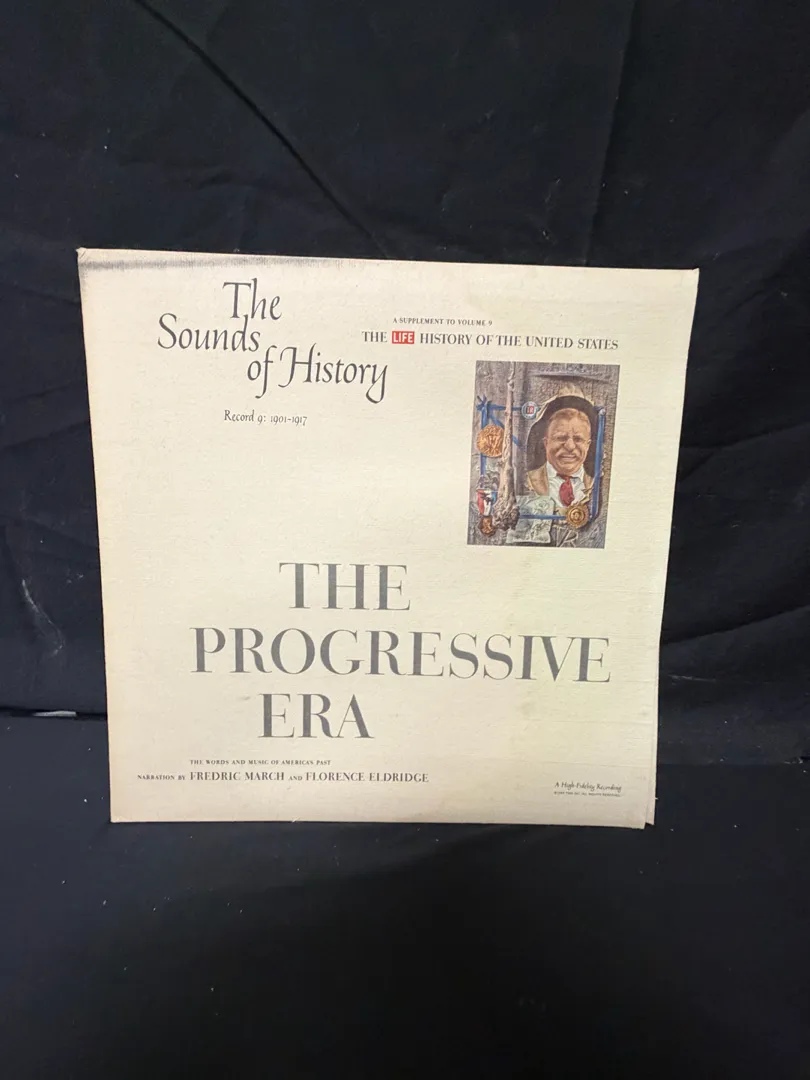 The
Sounds
of History
Record 9: 1901-1917
A SUPPLEMENT TO VOLUME 9
THE LIFE HISTORY OF THE UNITED STATES
THE
PROGRESSIVE
ERA
THE WORDS AND MUSIC OF AMERICA'S PAST
NARRATION BY FREDRIC MARCH AND FLORENCE ELDRIDGE
A High-Fidelity Recording